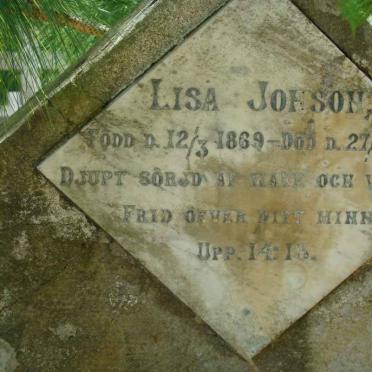 LISA JONSON,
FÖDD D. 12/3 1869 – DÖD D. 27/
DJUPT SÖRJD AF MAKE OCH V
FRID ÖFVER DITT MINN
UPP. 14: 13.